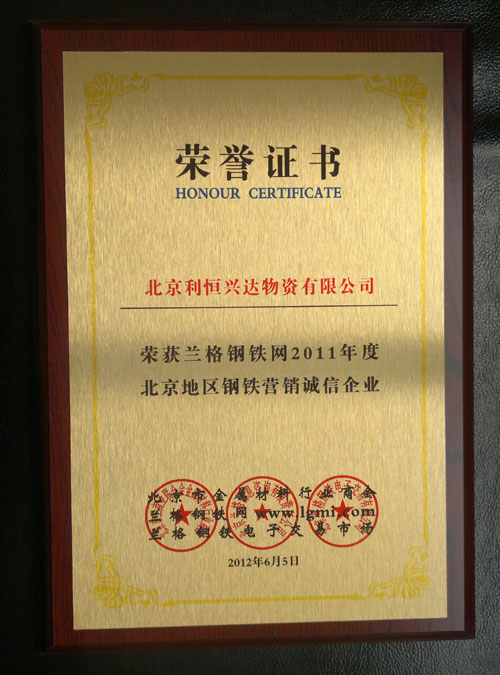 荣誉证书
HONOUR CERTIFICATE
北京利恒兴达物资有限公司
荣获兰格钢铁网2011年度
北京地区钢铁营销诚信企业
北京市金属材料行业商会
兰格钢铁网 www.lgmi.com
兰格钢铁电子交易市场
2012年6月5日